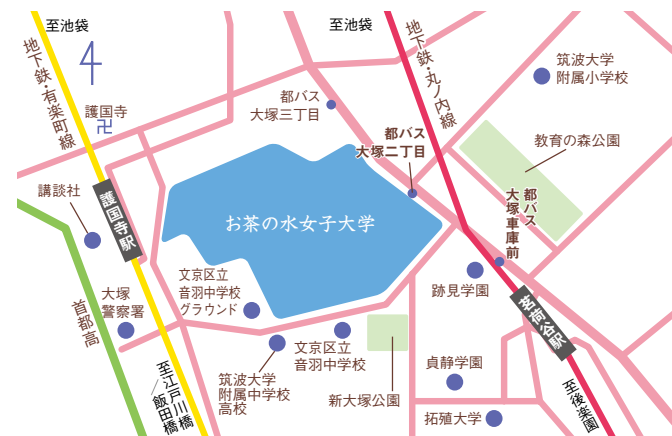 至池袋
至池袋
地下鉄・有楽町線
護国寺
卍
都バス
大塚三丁目
地下鉄・丸ノ内線
筑波大学
附属小学校
都バス
大塚二丁目
教育の森公園
講談社
護国寺駅
お茶の水女子大学
都バス
大塚車庫前
文京区立
音羽中学校
グラウンド
跡見学園
大塚
警察署
首都高
茗荷谷駅
文京区立
音羽中学校
貞静学園
筑波大学
附属中学校
高校
新大塚公園
至江戸川橋
／飯田橋
至後楽園
拓殖大学